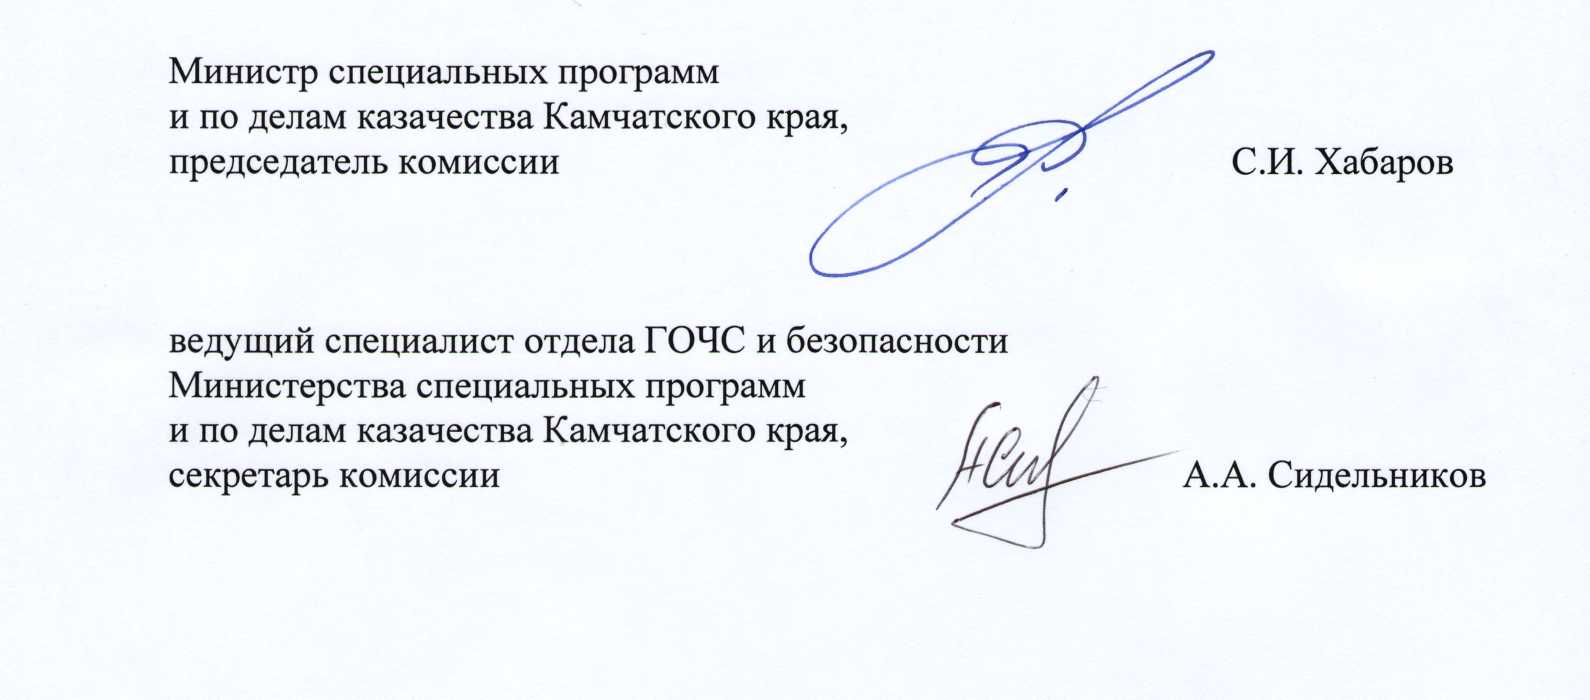 Министр специальных программ
и по делам казачества Камчатского края,
председатель комиссии С.И. Хабаров
ведущий специалист отдела ГОЧС и безопасности
Министерства специальных программ
и по делам казачества Камчатского края,
секретарь комиссии А.А. Сидельников